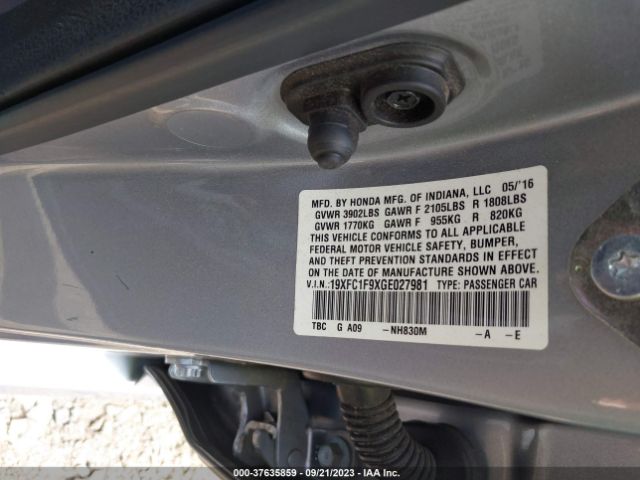 MFD. BY HONDA MFG. OF INDIANA, LLC 05/'16
GVWR 3902LBS GAWR F 2105LBS R 1808LBS
GVWR 1770KG GAWR F 955KG R 820KG
THIS VEHICLE CONFORMS TO ALL APPLICABLE
FEDERAL MOTOR VEHICLE SAFETY, BUMPER,
AND THEFT PREVENTION STANDARDS IN EFFECT
ON THE DATE OF MANUFACTURE SHOWN ABOVE.
V.I.N.:19XFC1F9XGE027981 TYPE: PASSENGER CAR
TBC G A09 -NH830M -A -E
000-37635859 - 09/21/2023 - IAA Inc.